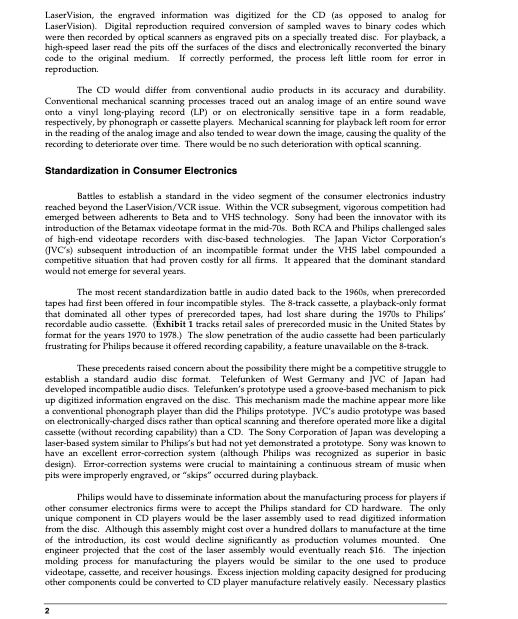 LaserVision, the engraved information was digitized for the CD (as opposed to analog for
LaserVision). Digital reproduction required conversion of sampled waves to binary codes which
were then recorded by optical scanners as engraved pits on a specially treated disc. For playback, a
high-speed laser read the pits off the surfaces of the discs and electronically reconverted the binary
code to the original medium. If correctly performed, the process left little room for error in
reproduction.
The CD would differ from conventional audio products in its accuracy and durability.
Conventional mechanical scanning processes traced out an analog image of an entire sound wave
onto a vinyl long-playing record (LP) or on electronically sensitive tape in a form readable,
respectively, by phonograph or cassette players. Mechanical scanning for playback left room for error
in the reading of the analog image and also tended to wear down the image, causing the quality of the
recording to deteriorate over time. There would be no such deterioration with optical scanning.
Standardization in Consumer Electronics
Battles to establish a standard in the video segment of the consumer electronics industry
reached beyond the LaserVision/VCR issue. Within the VCR subsegment, vigorous competition had
emerged between adherents to Beta and to VHS technology. Sony had been the innovator with its
introduction of the Betamax videotape format in the mid-70s. Both RCA and Philips challenged sales
of high-end videotape recorders with disc-based technologies. The Japan Victor Corporation's
(JVC's) subsequent introduction of an incompatible format under the VHS label compounded a
competitive situation that had proven costly for all firms. It appeared that the dominant standard
would not emerge for several years.
The most recent standardization battle in audio dated back to the 1960s, when prerecorded
tapes had first been offered in four incompatible styles. The 8-track cassette, a playback-only format
that dominated all other types of prerecorded tapes, had lost share during the 1970s to Philips'
recordable audio cassette. (Exhibit 1 tracks retail sales of prerecorded music in the United States by
format for the years 1970 to 1978.) The slow penetration of the audio cassette had been particularly
frustrating for Philips because it offered recording capability, a feature unavailable on the 8-track.
These precedents raised concern about the possibility there might be a competitive struggle to
establish a standard audio disc format. Telefunken of West Germany and JVC of Japan had
developed incompatible audio discs. Telefunken's prototype used a groove-based mechanism to pick
up digitized information engraved on the disc. This mechanism made the machine appear more like
a conventional phonograph player than did the Philips prototype. JVC's audio prototype was based
on electronically-charged discs rather than optical scanning and therefore operated more like a digital
cassette (without recording capability) than a CD. The Sony Corporation of Japan was developing a
laser-based system similar to Philips's but had not yet demonstrated a prototype. Sony was known to
have an excellent error-correction system (although Philips was recognized as superior in basic
design). Error-correction systems were crucial to maintaining a continuous stream of music when
pits were improperly engraved, or "skips" occurred during playback.
Philips would have to disseminate information about the manufacturing process for players if
other consumer electronics firms were to accept the Philips standard for CD hardware. The only
unique component in CD players would be the laser assembly used to read digitized information
from the disc. Although this assembly might cost over a hundred dollars to manufacture at the time
of the introduction, its cost would decline significantly as production volumes mounted. One
engineer projected that the cost of the laser assembly would eventually reach $16. The injection
molding process for manufacturing the players would be similar to the one used to produce
videotape, cassette, and receiver housings. Excess injection molding capacity designed for producing
other components could be converted to CD player manufacture relatively easily. Necessary plastics
2